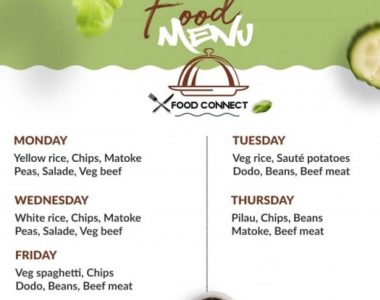 Food
MENU
FOOD CONNECT
MONDAY
Yellow rice, Chips, Matoke
Peas, Salade, Veg beef
TUESDAY
Veg rice, Sauté potatoes
Dodo, Beans, Beef meat
WEDNESDAY
White rice, Chips, Matoke
Peas, Salade, Veg beef
THURSDAY
Pilau, Chips, Beans
Matoke, Beef meat
FRIDAY
Veg spaghetti, Chips
Dodo, Beans, Beef meat